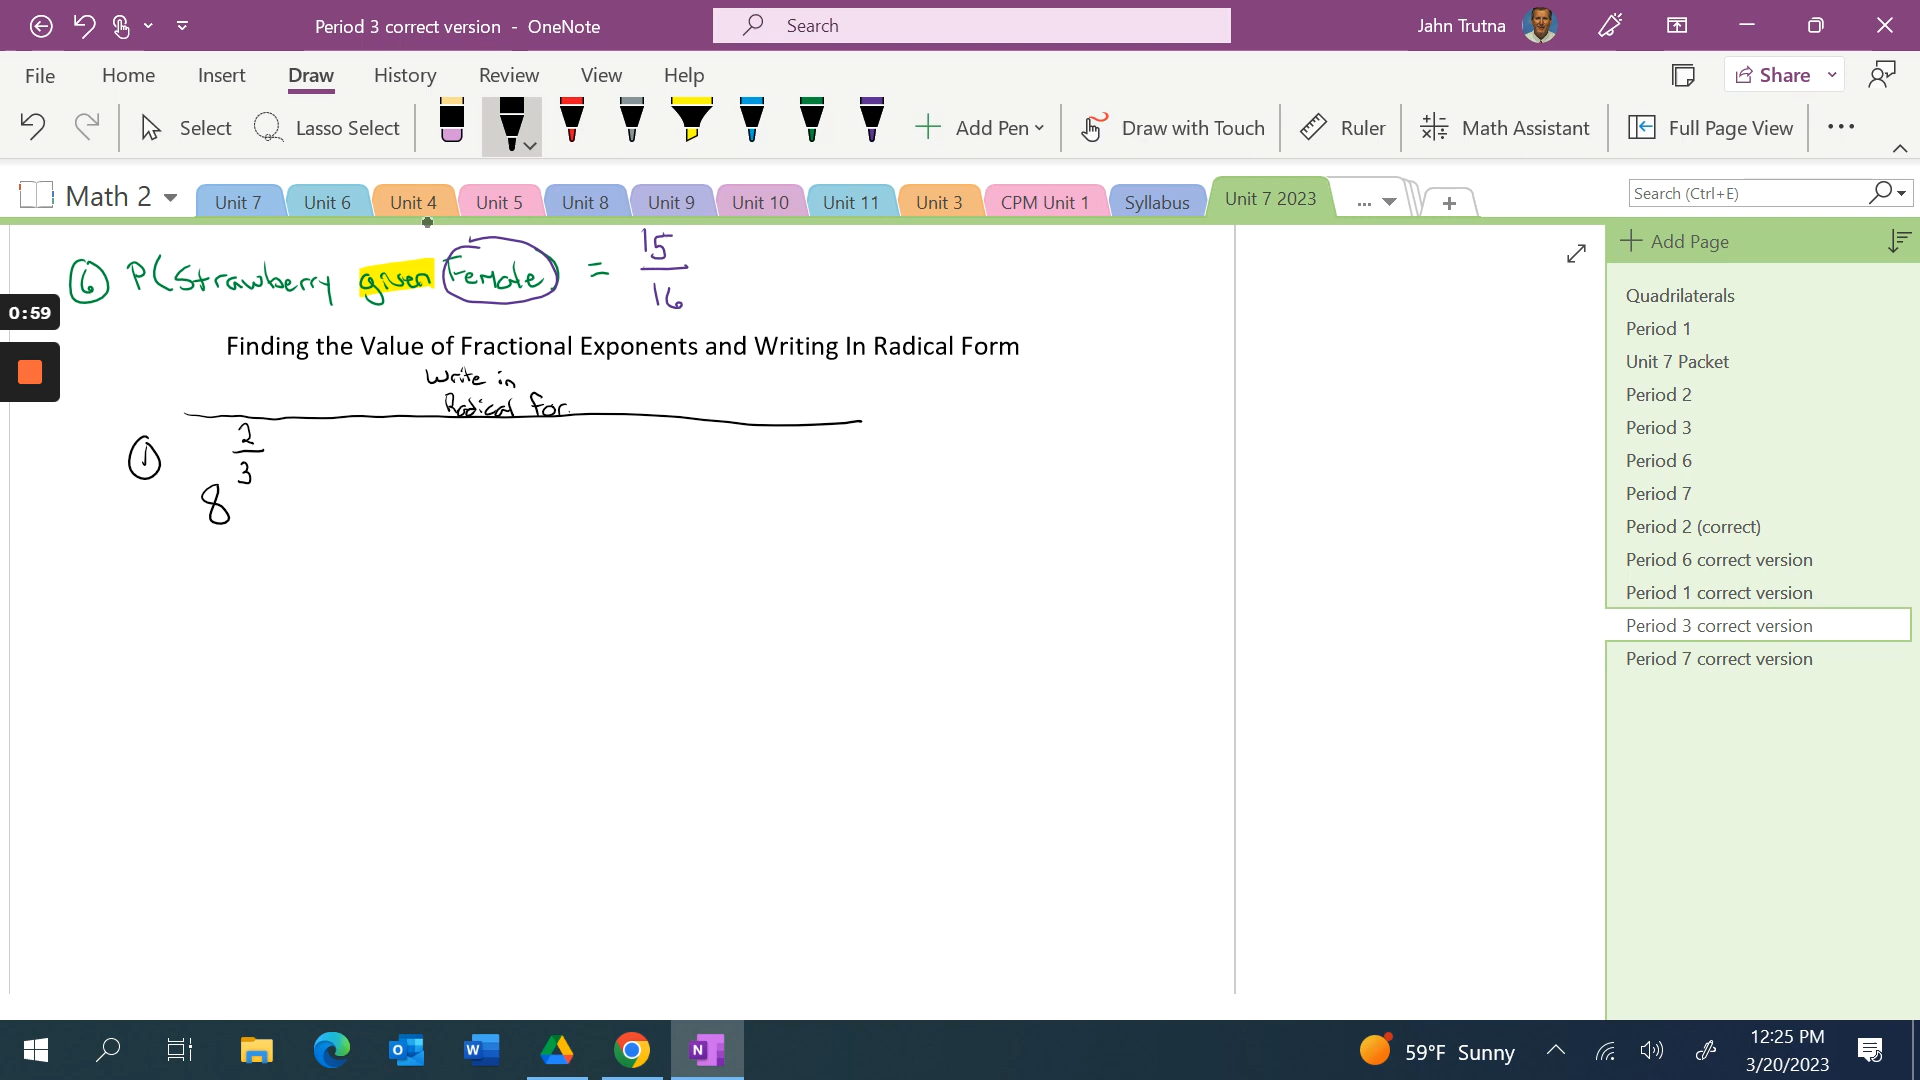 Period 3 correct version - OneNote
Search
Jahn Trutna
File Home Insert Draw History Review View Help
Share
Select Lasso Select Add Pen Draw with Touch Ruler Math Assistant Full Page View
Math 2 Unit 7 Unit 6 Unit 4 Unit 5 Unit 8 Unit 9 Unit 10 Unit 11 Unit 3 CPM Unit 1 Syllabus Unit 7 2023 ... +
Search (Ctrl+E)
Add Page
6 P(Strawberry given Female) = 15/16
0:59
Finding the Value of Fractional Exponents and Writing In Radical Form
Write in
Radical for
1 8^2/3
Quadrilaterals
Period 1
Unit 7 Packet
Period 2
Period 3
Period 6
Period 7
Period 2 (correct)
Period 6 correct version
Period 1 correct version
Period 3 correct version
Period 7 correct version
59°F Sunny
12:25 PM
3/20/2023